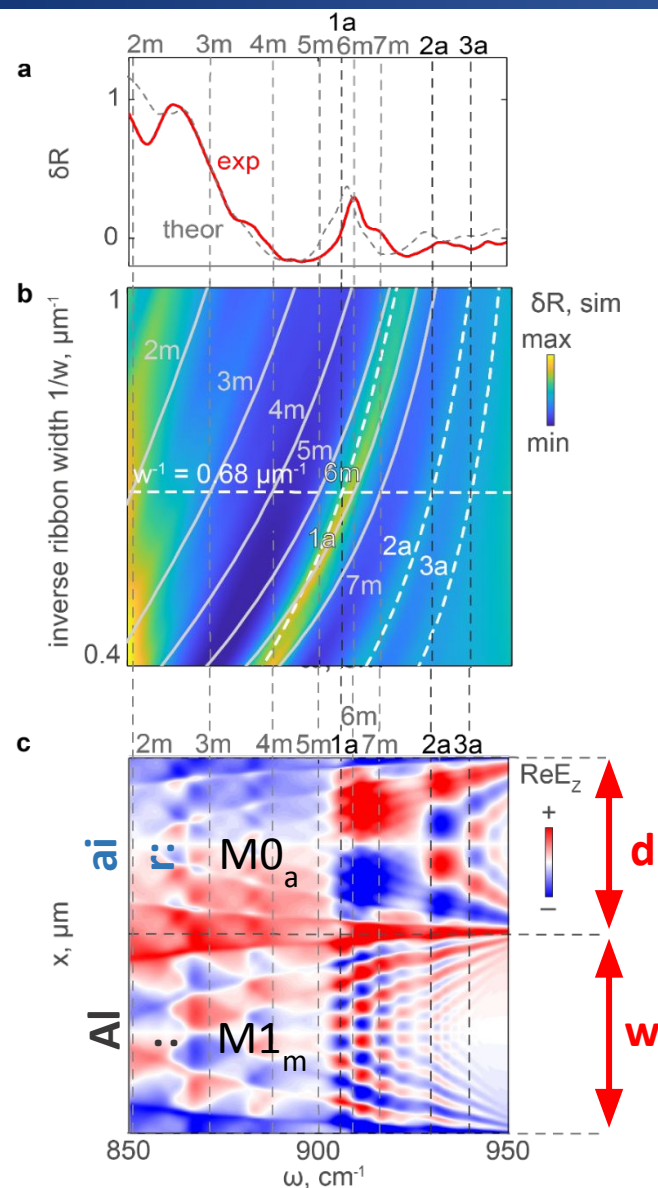 1a
2m 3m 4m 5m 6m 7m 2a 3a
a
1
δR
exp
theor
0
b
1
inverse ribbon width 1/w, µm⁻¹
0.4
2m
3m
4m
5m
6m
w⁻¹ = 0.68 µm⁻¹
1a
7m
2a
3a
δR, sim
max
min
6m
c
2m 3m 4m 5m 1a 7m 2a 3a
ReE_z
+
–
ai
r:
M0_a
d
x, µm
Al
:
M1_m
w
850 900 950
ω, cm⁻¹